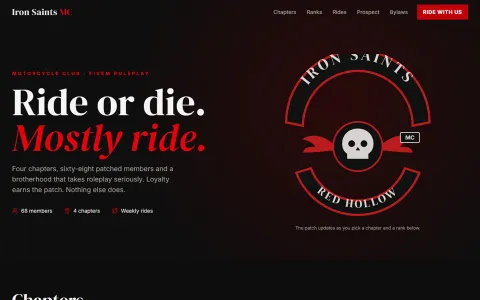 Iron Saints MC
Chapters Ranks Rides Prospect Bylaws RIDE WITH US
MOTORCYCLE CLUB · FIVEM ROLEPLAY
Ride or die.
Mostly ride.
Four chapters, sixty-eight patched members and a
brotherhood that takes roleplay seriously. Loyalty
earns the patch. Nothing else does.
68 members 4 chapters Weekly rides
IRON SAINTS
MC
RED HOLLOW
The patch updates as you pick a chapter and a rank below.
Chapters